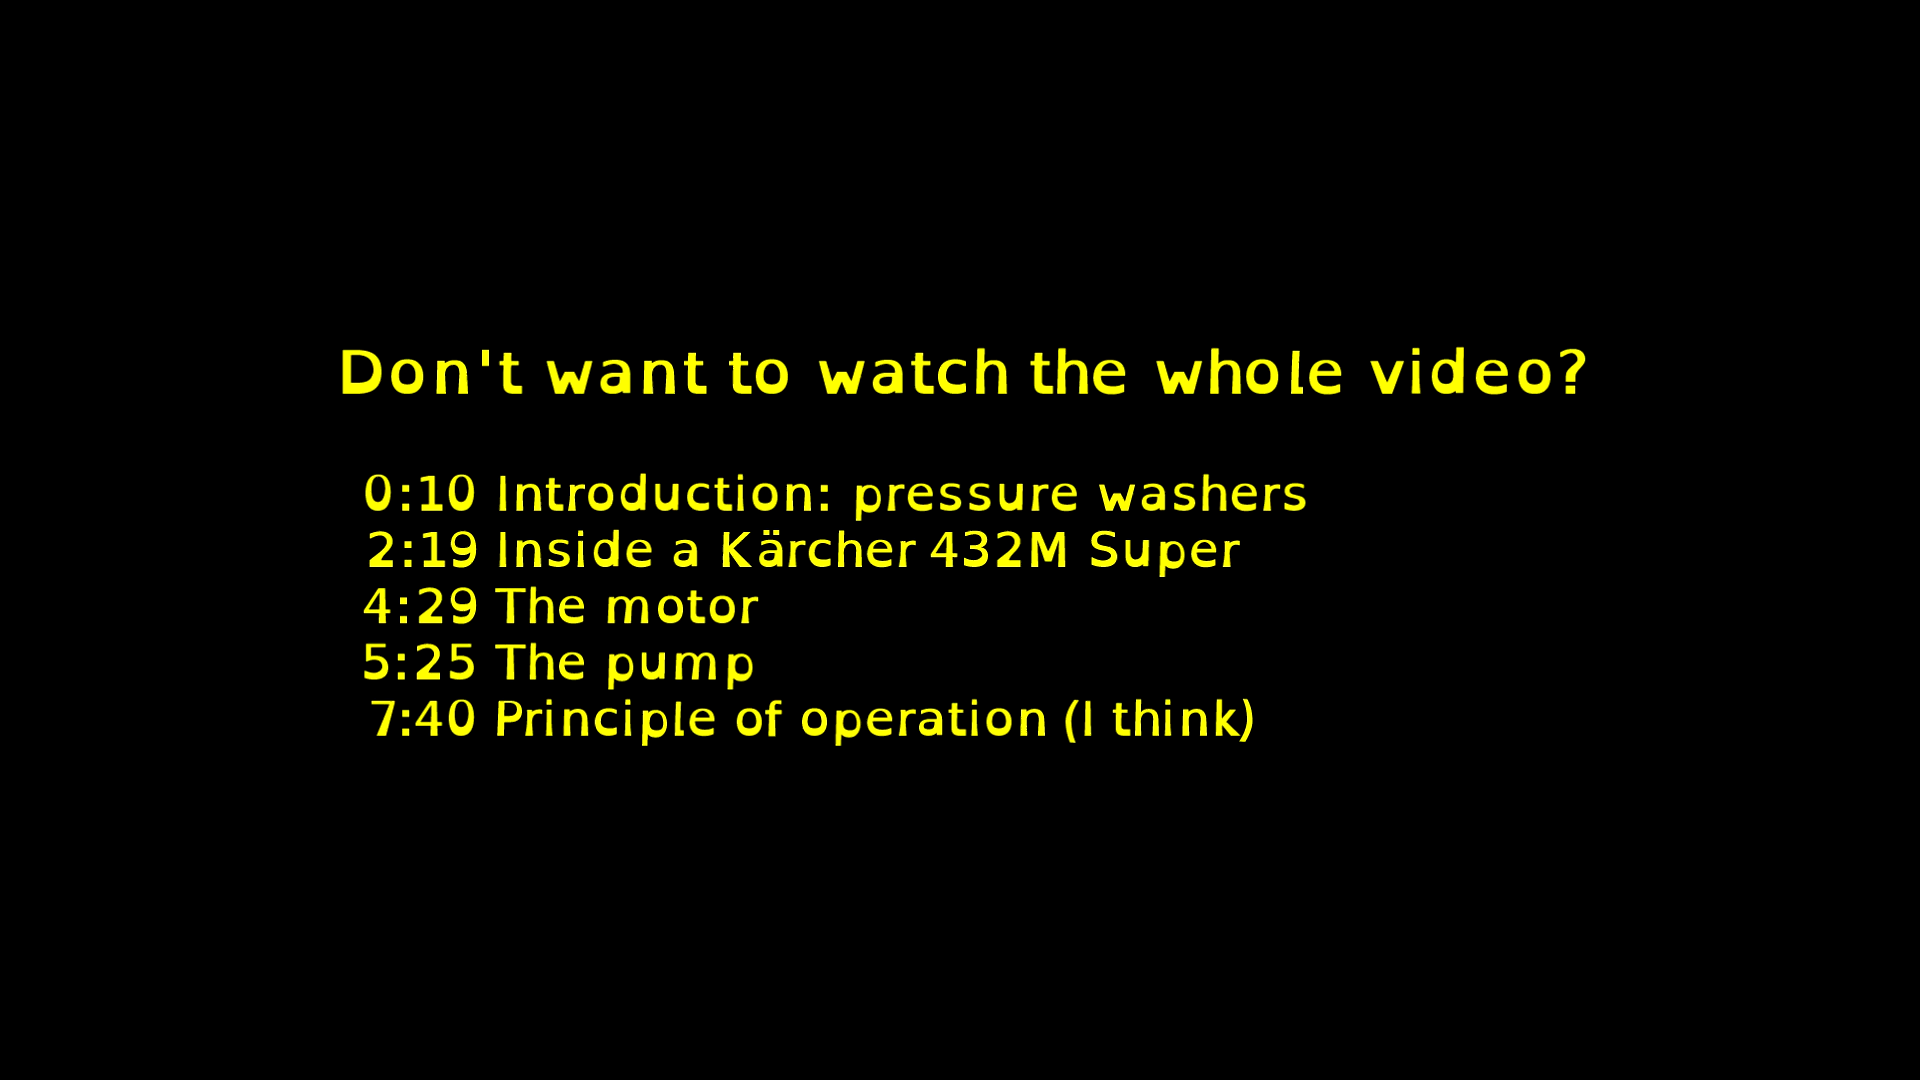 Don't want to watch the whole video?
0:10 Introduction: pressure washers
2:19 Inside a Kärcher 432M Super
4:29 The motor
5:25 The pump
7:40 Principle of operation (I think)